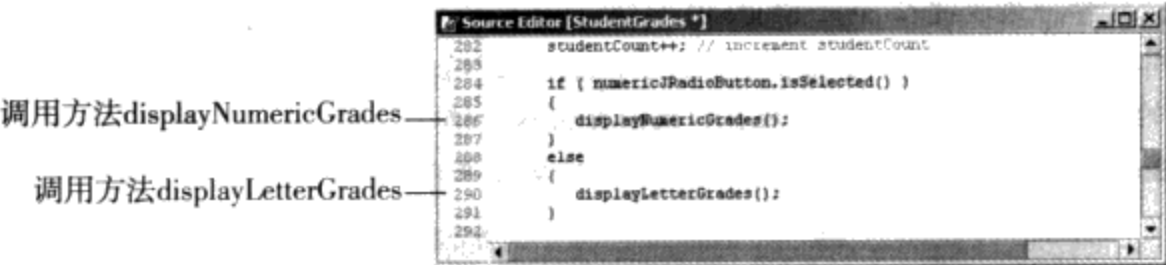 Source Editor [StudentGrades *]
282 studentCount++; // increment studentCount
283
284 if ( numericJRadioButton.isSelected() )
285 {
调用方法displayNumericGrades 286 displayNumericGrades();
287 }
288 else
289 {
调用方法displayLetterGrades 290 displayLetterGrades();
291 }
292